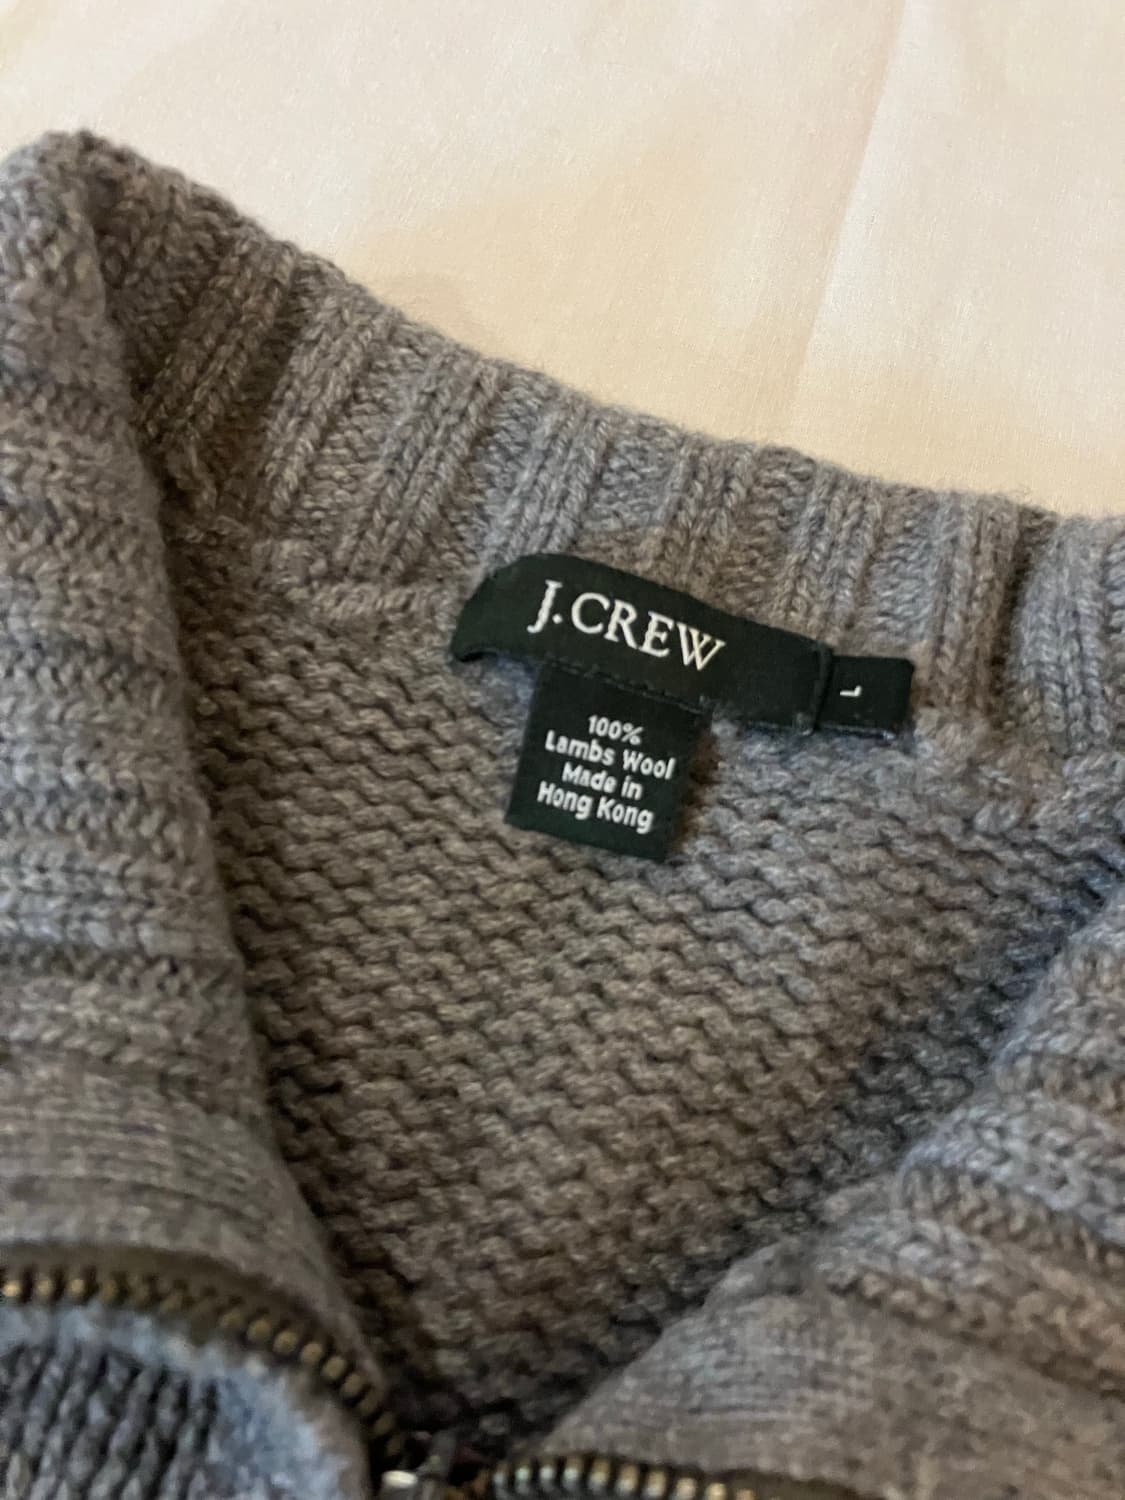 J.CREW
L
100%
Lambs Wool
Made in
Hong Kong